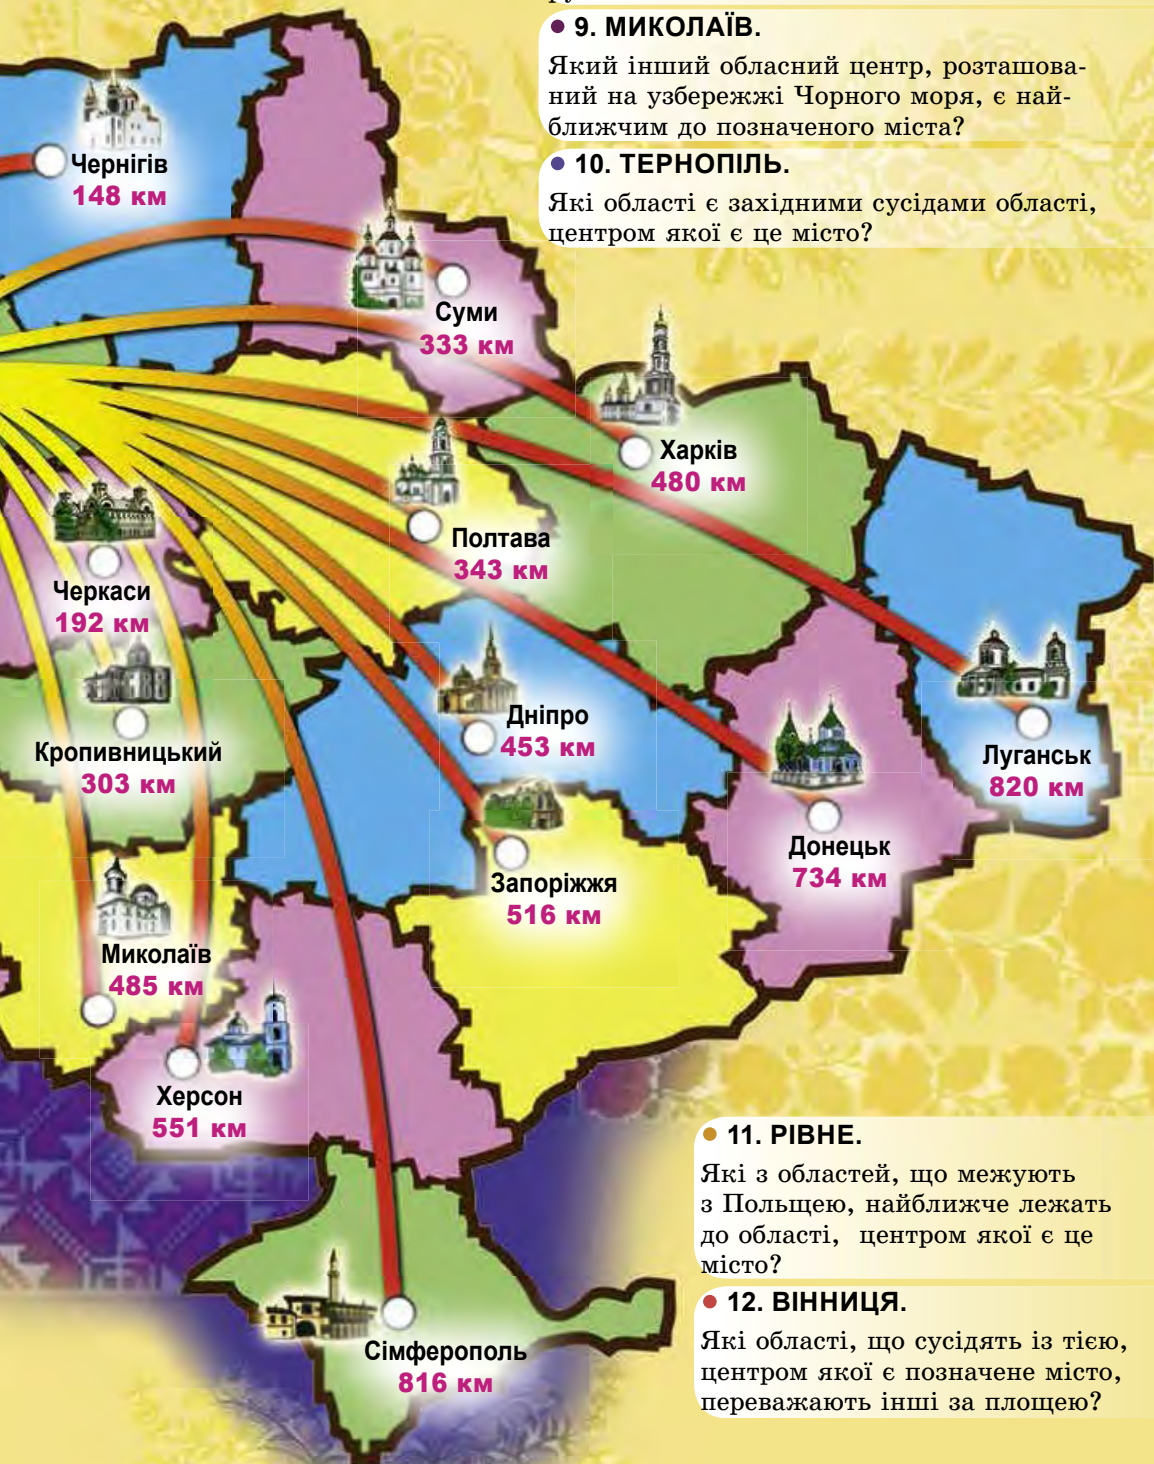 • 9. МИКОЛАЇВ.
Який інший обласний центр, розташова-
ний на узбережжі Чорного моря, є най-
ближчим до позначеного міста?
• 10. ТЕРНОПІЛЬ.
Які області є західними сусідами області,
центром якої є це місто?
Чернігів
148 км
Суми
333 км
Харків
480 км
Полтава
343 км
Черкаси
192 км
Кропивницький
303 км
Дніпро
453 км
Луганськ
820 км
Донецьк
734 км
Запоріжжя
516 км
Миколаїв
485 км
Херсон
551 км
Сімферополь
816 км
• 11. РІВНЕ.
Які з областей, що межують
з Польщею, найближче лежать
до області, центром якої є це
місто?
• 12. ВІННИЦЯ.
Які області, що сусідять із тією,
центром якої є позначене місто,
переважають інші за площею?